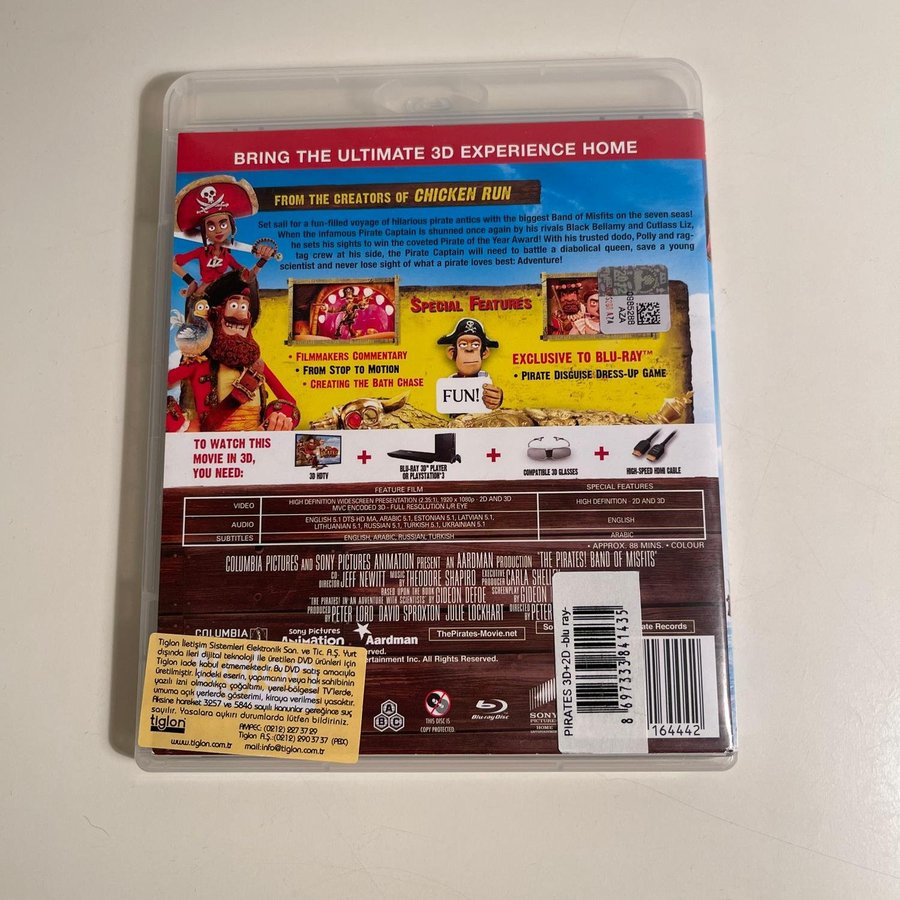 BRING THE ULTIMATE 3D EXPERIENCE HOME
FROM THE CREATORS OF CHICKEN RUN
Set sail for a fun-filled voyage of hilarious pirate antics with the biggest Band of Misfits on the seven seas!
When the infamous Pirate Captain is shunned once again by his rivals Black Bellamy and Cutlass Liz,
he sets his sights to win the coveted Pirate of the Year Award! With his trusted dodo, Polly and rag-
tag crew at his side, the Pirate Captain will need to battle a diabolical queen, save a young
scientist and never lose sight of what a pirate loves best: Adventure!
LIZ
SPECIAL FEATURES
• FILMMAKERS COMMENTARY
• FROM STOP TO MOTION
• CREATING THE BATH CHASE
FUN!
EXCLUSIVE TO BLU-RAY™
• PIRATE DISGUISE DRESS-UP GAME
AZA
TO WATCH THIS
MOVIE IN 3D,
YOU NEED:
3D HDTV
+
BLU-RAY 3D™ PLAYER
OR PLAYSTATION®3
+
COMPATIBLE 3D GLASSES
+
HIGH-SPEED HDMI CABLE
FEATURE FILM
SPECIAL FEATURES
VIDEO
HIGH DEFINITION WIDESCREEN PRESENTATION (2.35:1), 1920 x 1080p - 2D AND 3D
MVC ENCODED 3D - FULL RESOLUTION L/R EYE
HIGH DEFINITION - 2D AND 3D
AUDIO
ENGLISH 5.1 DTS-HD MA, ARABIC 5.1, ESTONIAN 5.1, LATVIAN 5.1,
LITHUANIAN 5.1, RUSSIAN 5.1, TURKISH 5.1, UKRAINIAN 5.1
ENGLISH
SUBTITLES
ENGLISH, ARABIC, RUSSIAN, TURKISH
ARABIC
• APPROX. 88 MINS. • COLOUR
COLUMBIA PICTURES AND SONY PICTURES ANIMATION PRESENT AN AARDMAN PRODUCTION "THE PIRATES! BAND OF MISFITS"
CO-DIRECTOR JEFF NEWITT MUSIC BY THEODORE SHAPIRO EXECUTIVE PRODUCER CARLA SHELL
BASED UPON THE BOOK "THE PIRATES! IN AN ADVENTURE WITH SCIENTISTS" BY GIDEON DEFOE SCREENPLAY BY GIDEON
PRODUCED BY PETER LORD DAVID SPROXTON JULIE LOCKHART DIRECTED BY PETER
COLUMBIA
SONY PICTURES
ANIMATION
Aardman
ThePirates-Movie.net
So
ate Records
ertainment Inc. All Rights Reserved.
Tiglon İletişim Sistemleri Elektronik San. ve Tic. A.Ş. Yurt
dışında ileri dijital teknoloji ile üretilen DVD ürünleri için
Tiglon iade kabul etmemektedir. Bu DVD satış amacıyla
üretilmiştir. İçindeki eserin, yapımcının veya hak sahibinin
yazılı izni olmadıkça çoğaltımı, yerel-bölgesel TV'lerde,
umuma açık yerlerde gösterimi, kiraya verilmesi yasaktır.
Aksine hareket 3257 ve 5846 sayılı kanunlar gereğince suç
sayılır. Yasalara aykırı durumlarda lütfen bildiriniz.
tiglon
AMPEC: (0212) 227 37 29
Tiglon A.Ş.:(0212) 290 37 37 (PBX)
www.tiglon.com.tr mail:info@tiglon.com.tr
A
B C
THIS DISC IS
COPY PROTECTED.
Blu-ray Disc
SONY
PICTURES
HOME
ENTERTAINMENT
PIRATES 3D+2D -blu ray-
8 697333 841435
164442